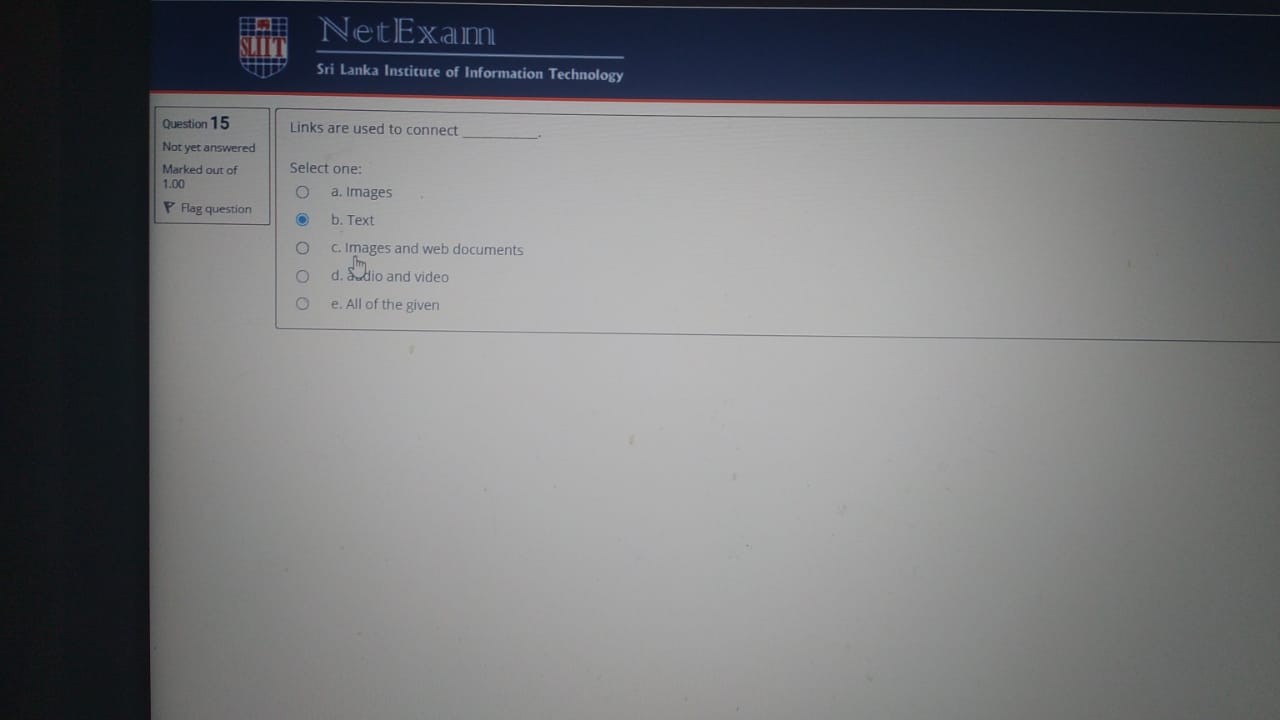 SLIIT
NetExam
Sri Lanka Institute of Information Technology
Question 15
Not yet answered
Marked out of
1.00
Flag question
Links are used to connect __________.
Select one:
a. Images
b. Text
c. Images and web documents
d. audio and video
e. All of the given